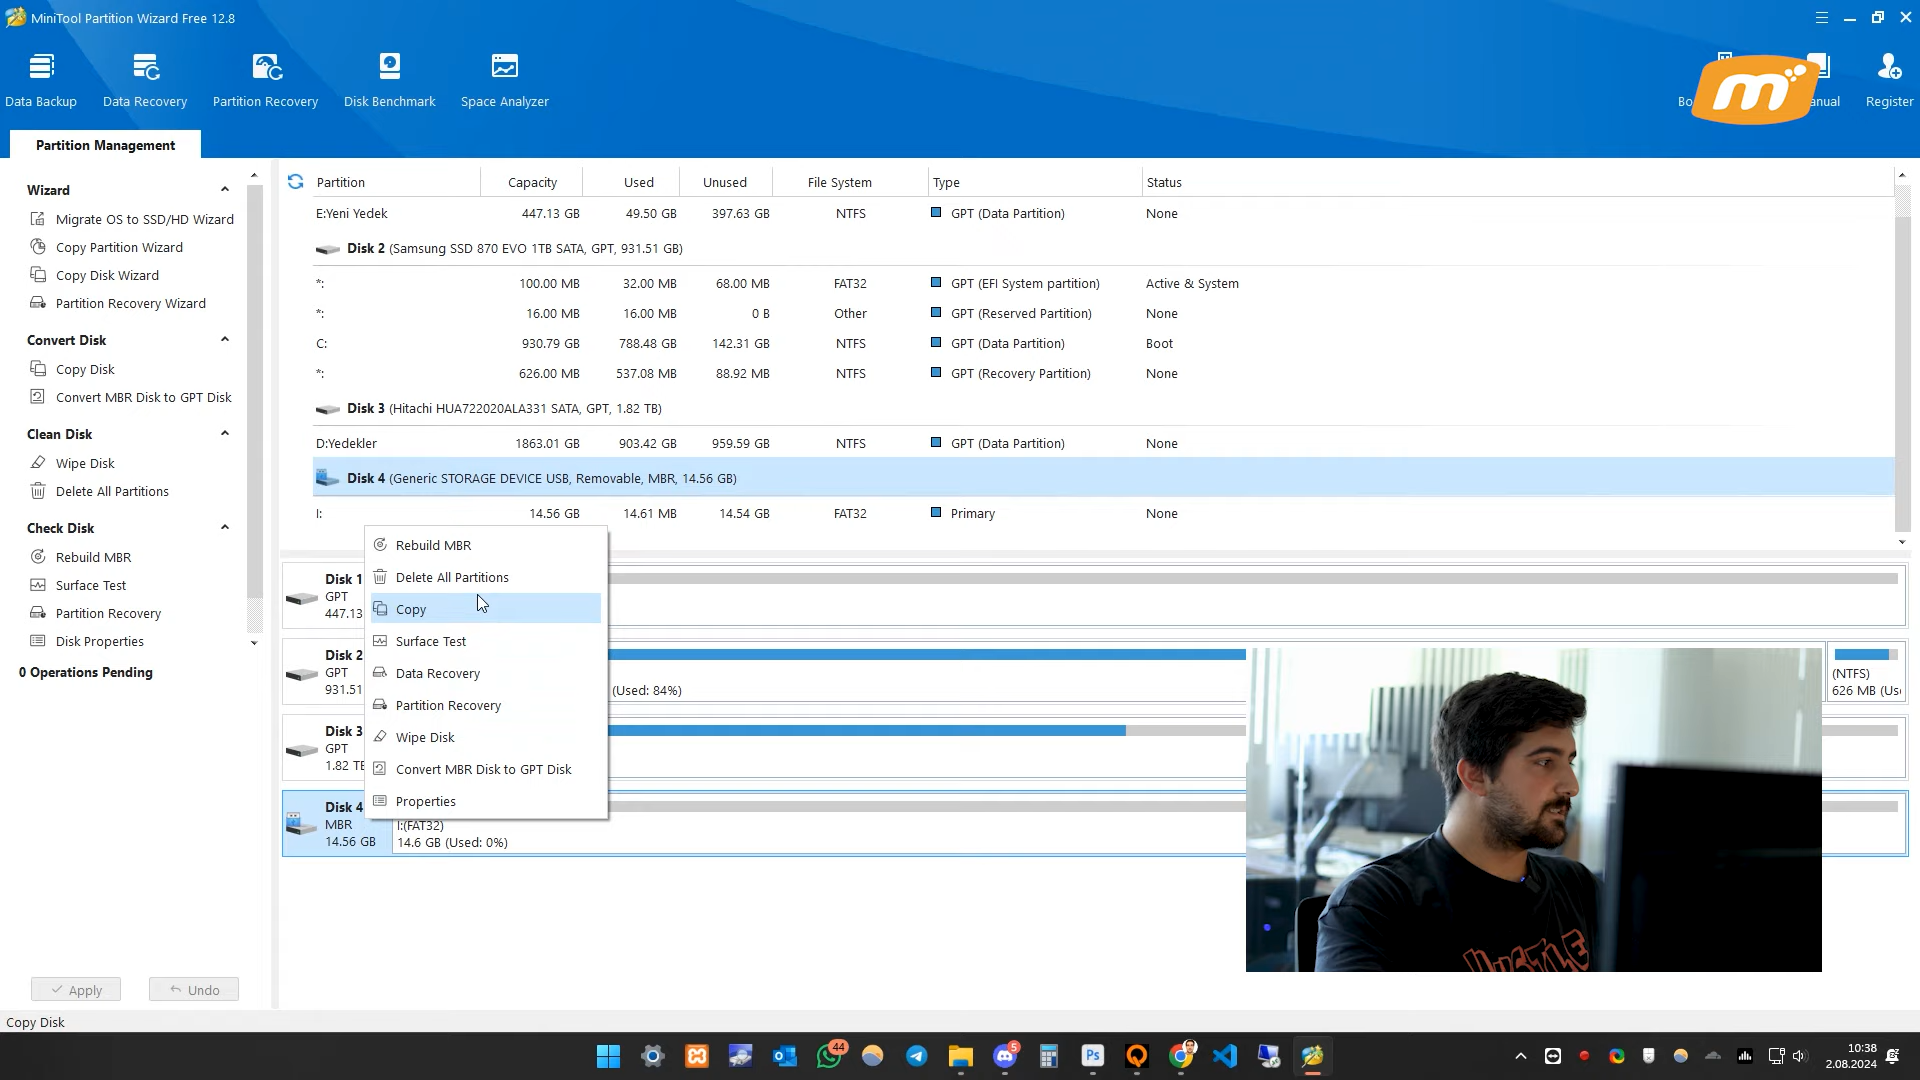 MiniTool Partition Wizard Free 12.8
Data Backup
Data Recovery
Partition Recovery
Disk Benchmark
Space Analyzer
Bo
m
anual
Register
Partition Management
Wizard
Migrate OS to SSD/HD Wizard
Copy Partition Wizard
Copy Disk Wizard
Partition Recovery Wizard
Convert Disk
Copy Disk
Convert MBR Disk to GPT Disk
Clean Disk
Wipe Disk
Delete All Partitions
Check Disk
Rebuild MBR
Surface Test
Partition Recovery
Disk Properties
0 Operations Pending
Apply
Undo
Copy Disk
Partition Capacity Used Unused File System Type Status
E:Yeni Yedek 447.13 GB 49.50 GB 397.63 GB NTFS GPT (Data Partition) None
Disk 2 (Samsung SSD 870 EVO 1TB SATA, GPT, 931.51 GB)
*: 100.00 MB 32.00 MB 68.00 MB FAT32 GPT (EFI System partition) Active & System
*: 16.00 MB 16.00 MB 0 B Other GPT (Reserved Partition) None
C: 930.79 GB 788.48 GB 142.31 GB NTFS GPT (Data Partition) Boot
*: 626.00 MB 537.08 MB 88.92 MB NTFS GPT (Recovery Partition) None
Disk 3 (Hitachi HUA722020ALA331 SATA, GPT, 1.82 TB)
D:Yedekler 1863.01 GB 903.42 GB 959.59 GB NTFS GPT (Data Partition) None
Disk 4 (Generic STORAGE DEVICE USB, Removable, MBR, 14.56 GB)
I: 14.56 GB 14.61 MB 14.54 GB FAT32 Primary None
Rebuild MBR
Delete All Partitions
Copy
Surface Test
Data Recovery
Partition Recovery
Wipe Disk
Convert MBR Disk to GPT Disk
Properties
Disk 1
GPT
447.13
Disk 2
GPT
931.51
(Used: 84%)
(NTFS)
626 MB (Us
Disk 3
GPT
1.82 TE
Disk 4
MBR
14.56 GB
I:(FAT32)
14.6 GB (Used: 0%)
HUSTLE
44
5
Ps
10:38
2.08.2024